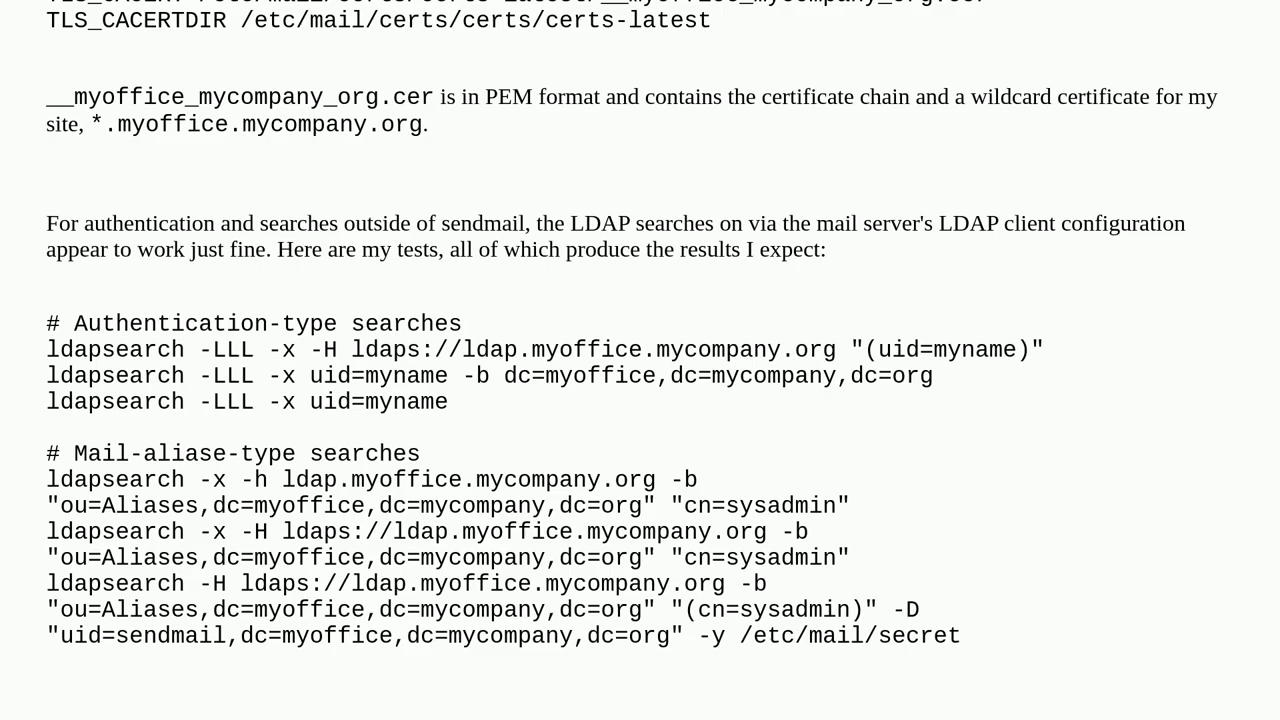 TLS_CACERTDIR /etc/mail/certs/certs/certs-latest
__myoffice_mycompany_org.cer is in PEM format and contains the certificate chain and a wildcard certificate for my
site, *.myoffice.mycompany.org.
For authentication and searches outside of sendmail, the LDAP searches on via the mail server's LDAP client configuration
appear to work just fine. Here are my tests, all of which produce the results I expect:
# Authentication-type searches
ldapsearch -LLL -x -H ldaps://ldap.myoffice.mycompany.org "(uid=myname)"
ldapsearch -LLL -x uid=myname -b dc=myoffice,dc=mycompany,dc=org
ldapsearch -LLL -x uid=myname
# Mail-aliase-type searches
ldapsearch -x -h ldap.myoffice.mycompany.org -b
"ou=Aliases,dc=myoffice,dc=mycompany,dc=org" "cn=sysadmin"
ldapsearch -x -H ldaps://ldap.myoffice.mycompany.org -b
"ou=Aliases,dc=myoffice,dc=mycompany,dc=org" "cn=sysadmin"
ldapsearch -H ldaps://ldap.myoffice.mycompany.org -b
"ou=Aliases,dc=myoffice,dc=mycompany,dc=org" "(cn=sysadmin)" -D
"uid=sendmail,dc=myoffice,dc=mycompany,dc=org" -y /etc/mail/secret